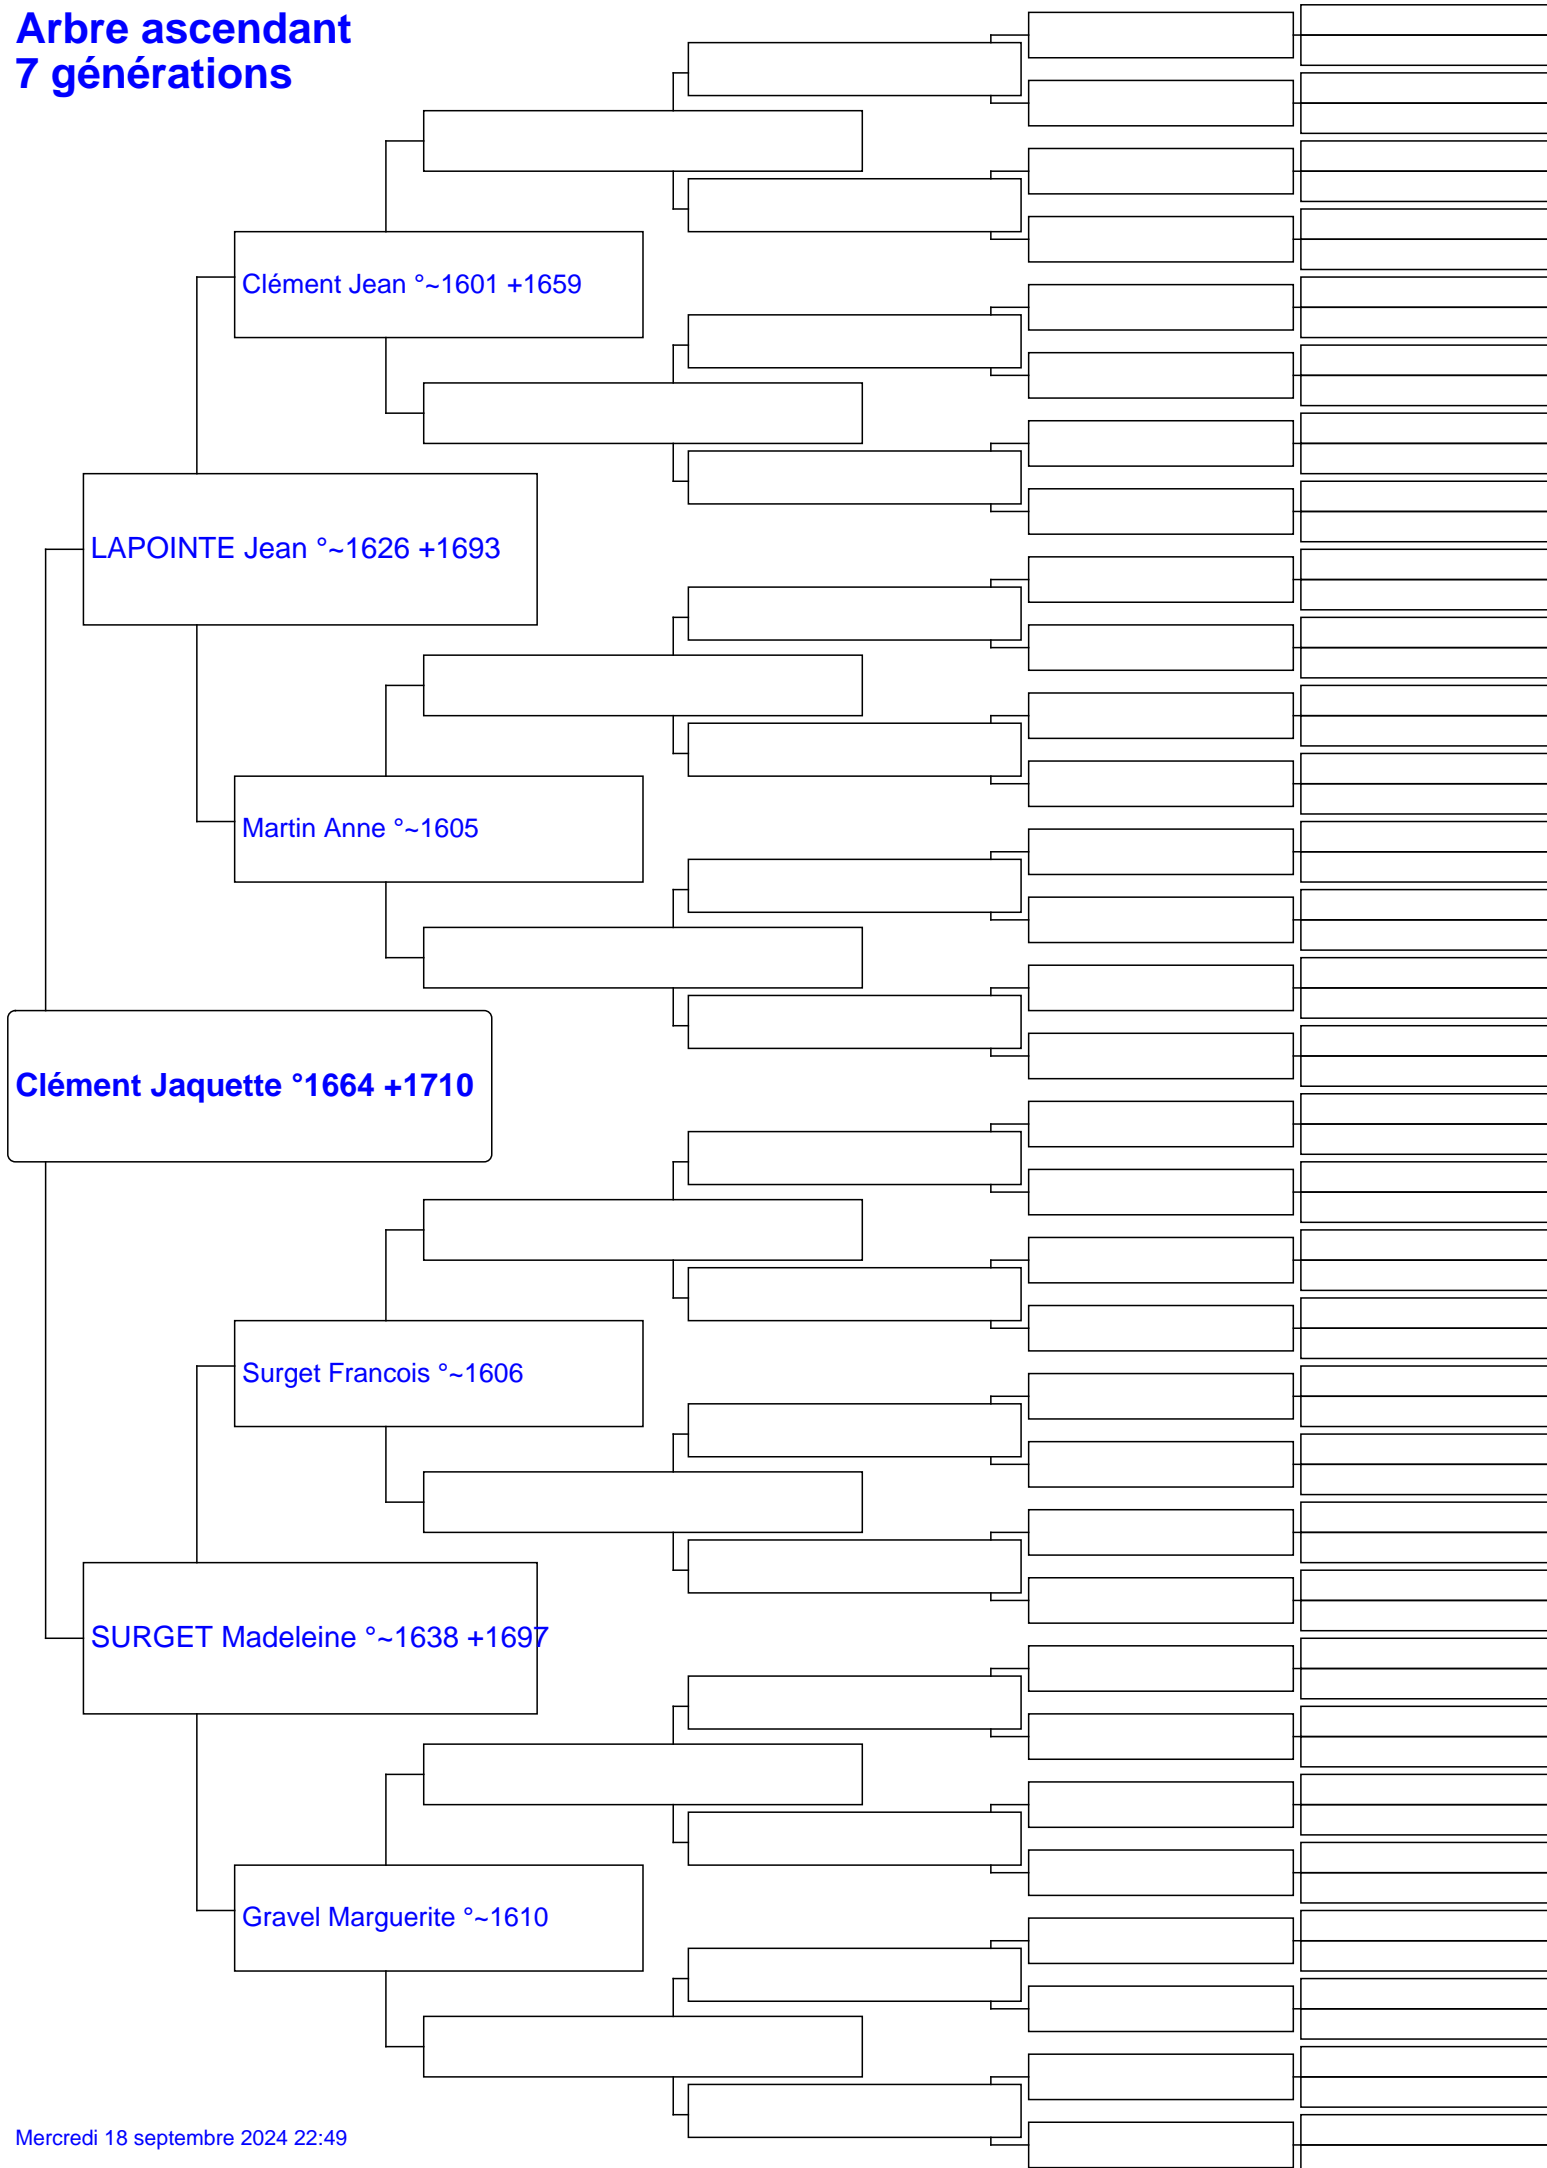 Arbre ascendant
7 générations
Clément Jean °~1601 +1659
LAPOINTE Jean °~1626 +1693
Martin Anne °~1605
Clément Jaquette °1664 +1710
Surget Francois °~1606
SURGET Madeleine °~1638 +1697
Gravel Marguerite °~1610
Mercredi 18 septembre 2024 22:49